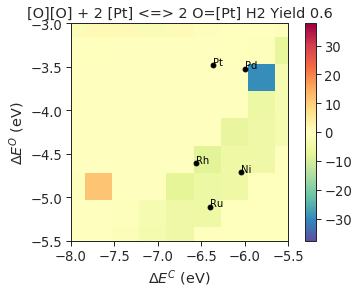 [O][O] + 2 [Pt] <=> 2 O=[Pt] H2 Yield 0.6
−3.0
−3.5
−4.0
−4.5
−5.0
−5.5
ΔE^O (eV)
Pt
Pd
Rh
Ni
Ru
−8.0 −7.5 −7.0 −6.5 −6.0 −5.5
ΔE^C (eV)
30
20
10
0
−10
−20
−30